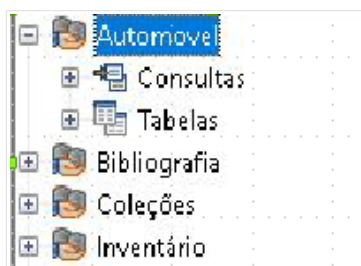 Automovel
Consultas
Tabelas
Bibliografia
Coleções
Inventário